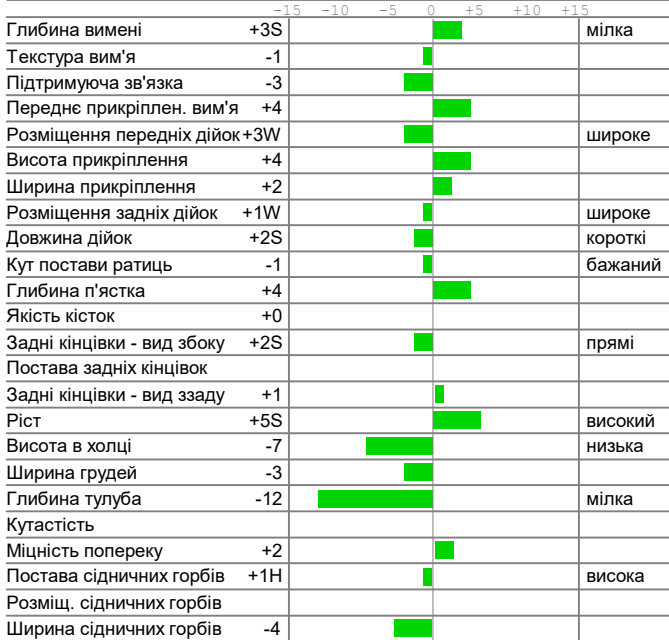 -15 -10 -5 0 +5 +10 +15
Глибина вимені +3S мілка
Текстура вим'я -1
Підтримуюча зв'язка -3
Переднє прикріплен. вим'я +4
Розміщення передніх дійок +3W широке
Висота прикріплення +4
Ширина прикріплення +2
Розміщення задніх дійок +1W широке
Довжина дійок +2S короткі
Кут постави ратиць -1 бажаний
Глибина п'ястка +4
Якість кісток +0
Задні кінцівки - вид збоку +2S прямі
Постава задніх кінцівок
Задні кінцівки - вид ззаду +1
Ріст +5S високий
Висота в холці -7 низька
Ширина грудей -3
Глибина тулуба -12 мілка
Кутастість
Міцність попереку +2
Постава сідничних горбів +1H висока
Розміщ. сідничних горбів
Ширина сідничних горбів -4